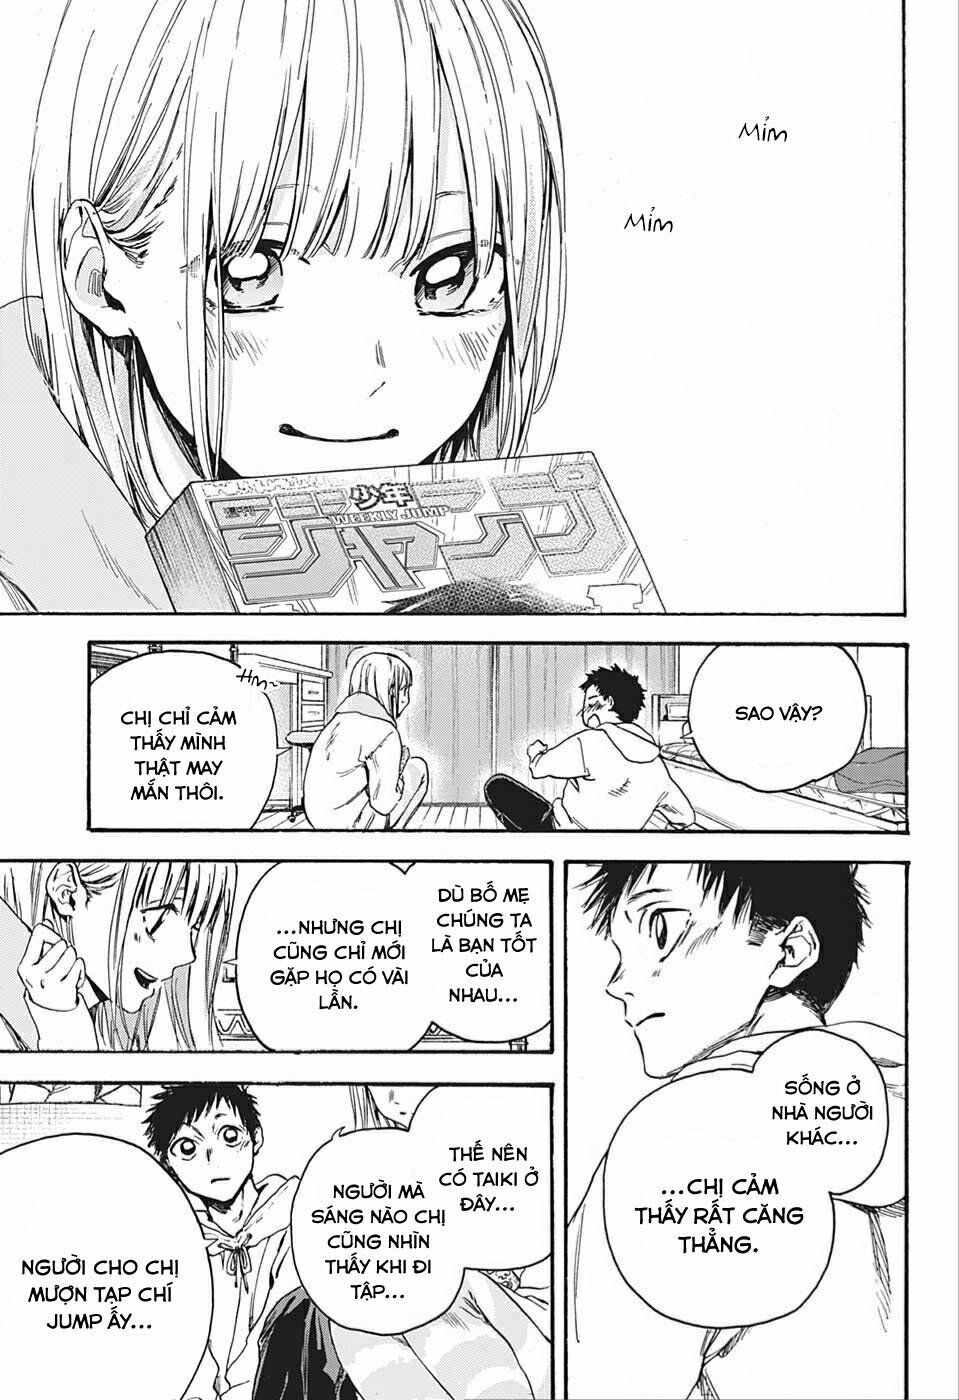 Mỉm
Mỉm
週刊
少年
WEEKLY JUMP
ジャンプ
SAO VẬY?
Hm~
CHỊ CHỈ CẢM
THẤY MÌNH
THẬT MAY
MẮN THÔI.
SỐNG Ở
NHÀ NGƯỜI
KHÁC...
...CHỊ CẢM
THẤY RẤT CĂNG
THẲNG.
DÙ BỐ MẸ
CHÚNG TA
LÀ BẠN TỐT
CỦA
NHAU...
...NHƯNG CHỊ
CŨNG CHỈ MỚI
GẶP HỌ CÓ VÀI
LẦN.
THẾ NÊN
CÓ TAIKI Ở
ĐÂY...
NGƯỜI MÀ
SÁNG NÀO CHỊ
CŨNG NHÌN
THẤY KHI ĐI
TẬP...
NGƯỜI CHO CHỊ
MƯỢN TẠP CHÍ
JUMP ẤY...